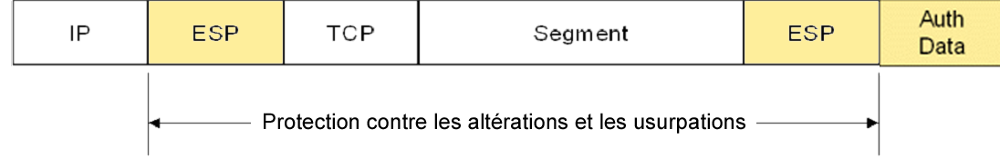 IP ESP TCP Segment ESP Auth Data
Protection contre les altérations et les usurpations